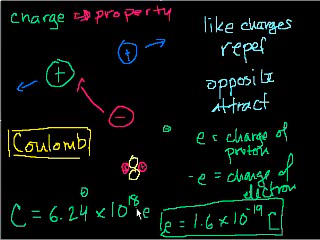 charge ⇒ property
like charges
repel
opposite
attract
+
+
−
Coulomb
e = charge of
proton
-e = charge of
electron
C = 6.24 × 10^18 e
e = 1.6 × 10^-19 C